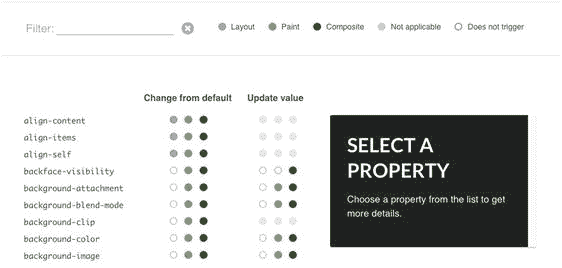 Filter:
Layout Paint Composite Not applicable Does not trigger
Change from default Update value
align-content
align-items
align-self
backface-visibility
background-attachment
background-blend-mode
background-clip
background-color
background-image
SELECT A
PROPERTY
Choose a property from the list to get
more details.